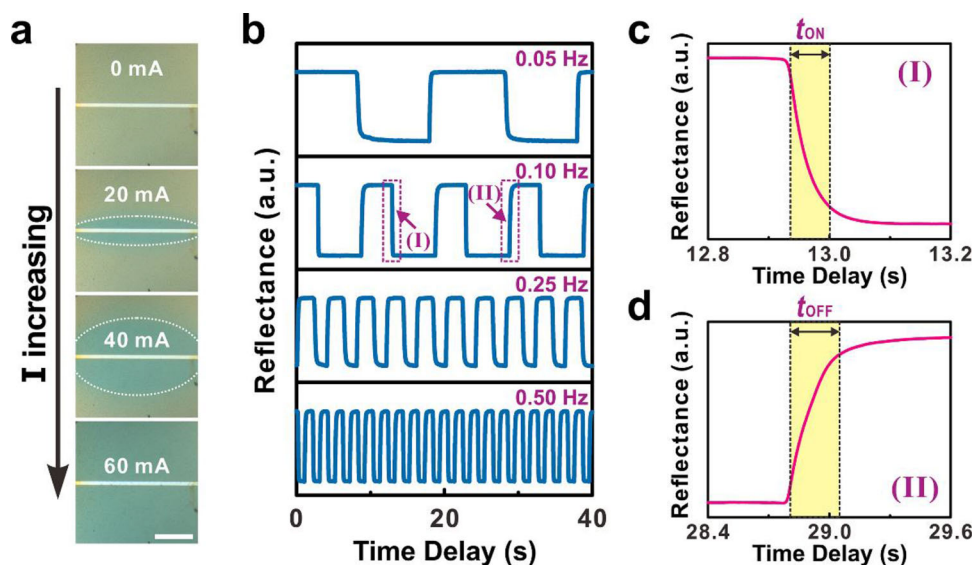 a
0 mA
20 mA
40 mA
60 mA
I increasing
b
0.05 Hz
0.10 Hz
(I)
(II)
0.25 Hz
0.50 Hz
Reflectance (a.u.)
0 20 40
Time Delay (s)
c
tON
(I)
Reflectance (a.u.)
12.8 13.0 13.2
Time Delay (s)
d
tOFF
(II)
Reflectance (a.u.)
28.4 29.0 29.6
Time Delay (s)